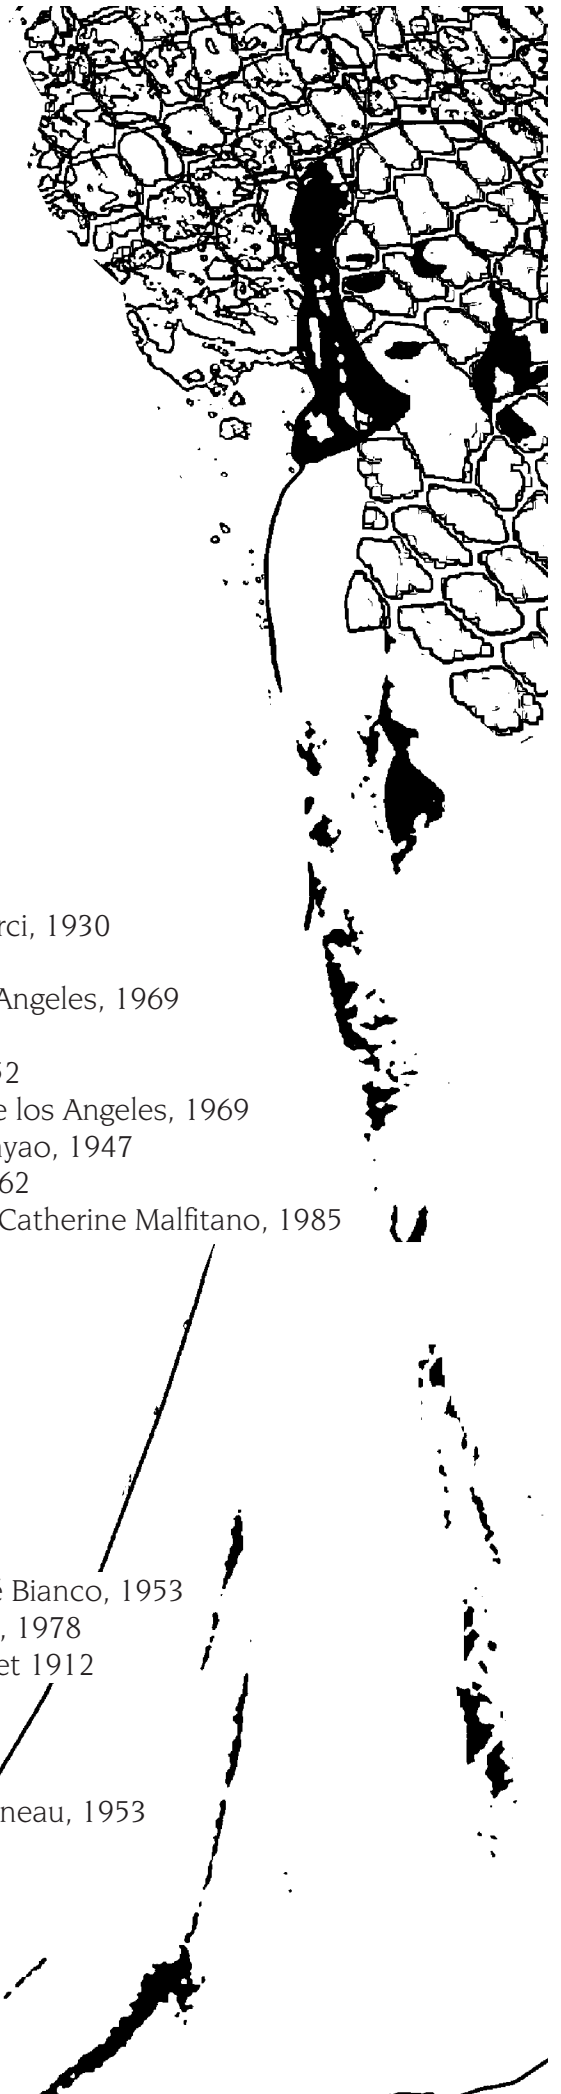 rci, 1930
Angeles, 1969
52
e los Angeles, 1969
nyao, 1947
62
Catherine Malfitano, 1985
é Bianco, 1953
, 1978
et 1912
neau, 1953